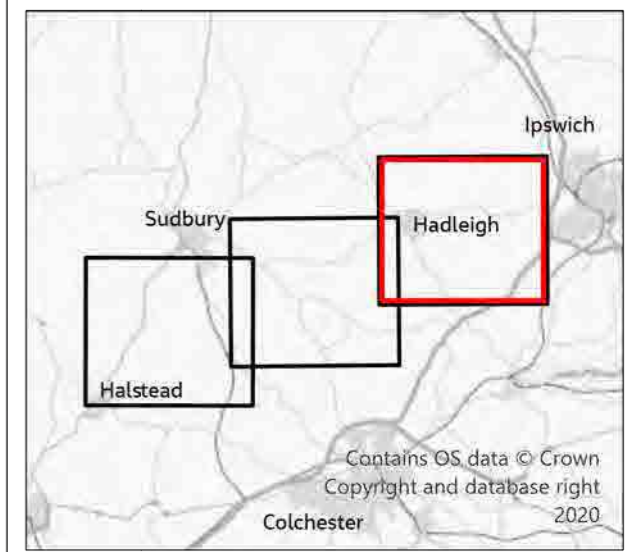 Ipswich
Sudbury
Hadleigh
Halstead
Contains OS data © Crown
Copyright and database right
2020
Colchester